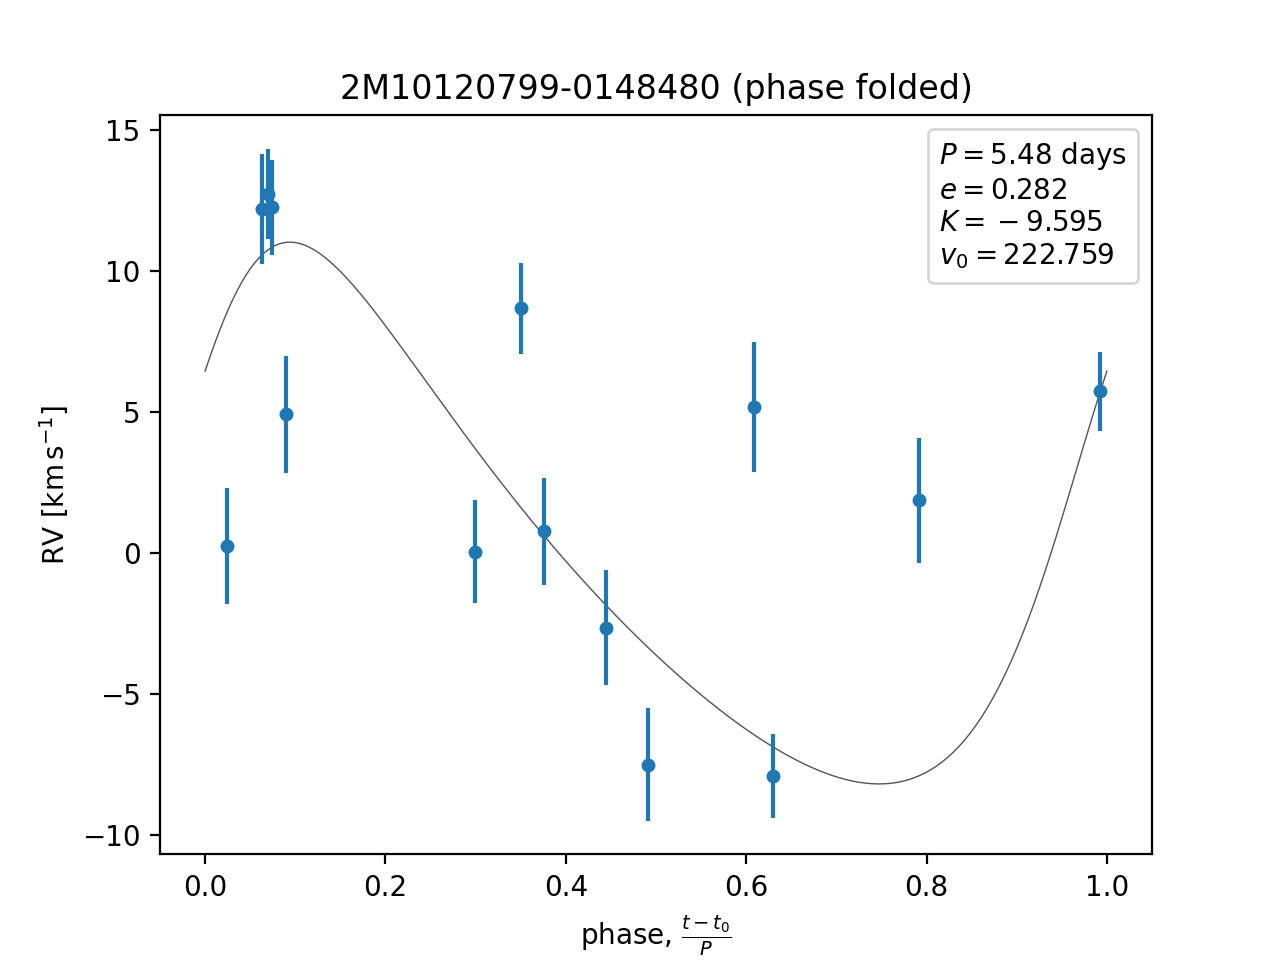 2M10120799-0148480 (phase folded)
P = 5.48 days
e = 0.282
K = −9.595
v₀ = 222.759
RV [km s⁻¹]
15
10
5
0
−5
−10
0.0 0.2 0.4 0.6 0.8 1.0
phase, (t − t₀)/P